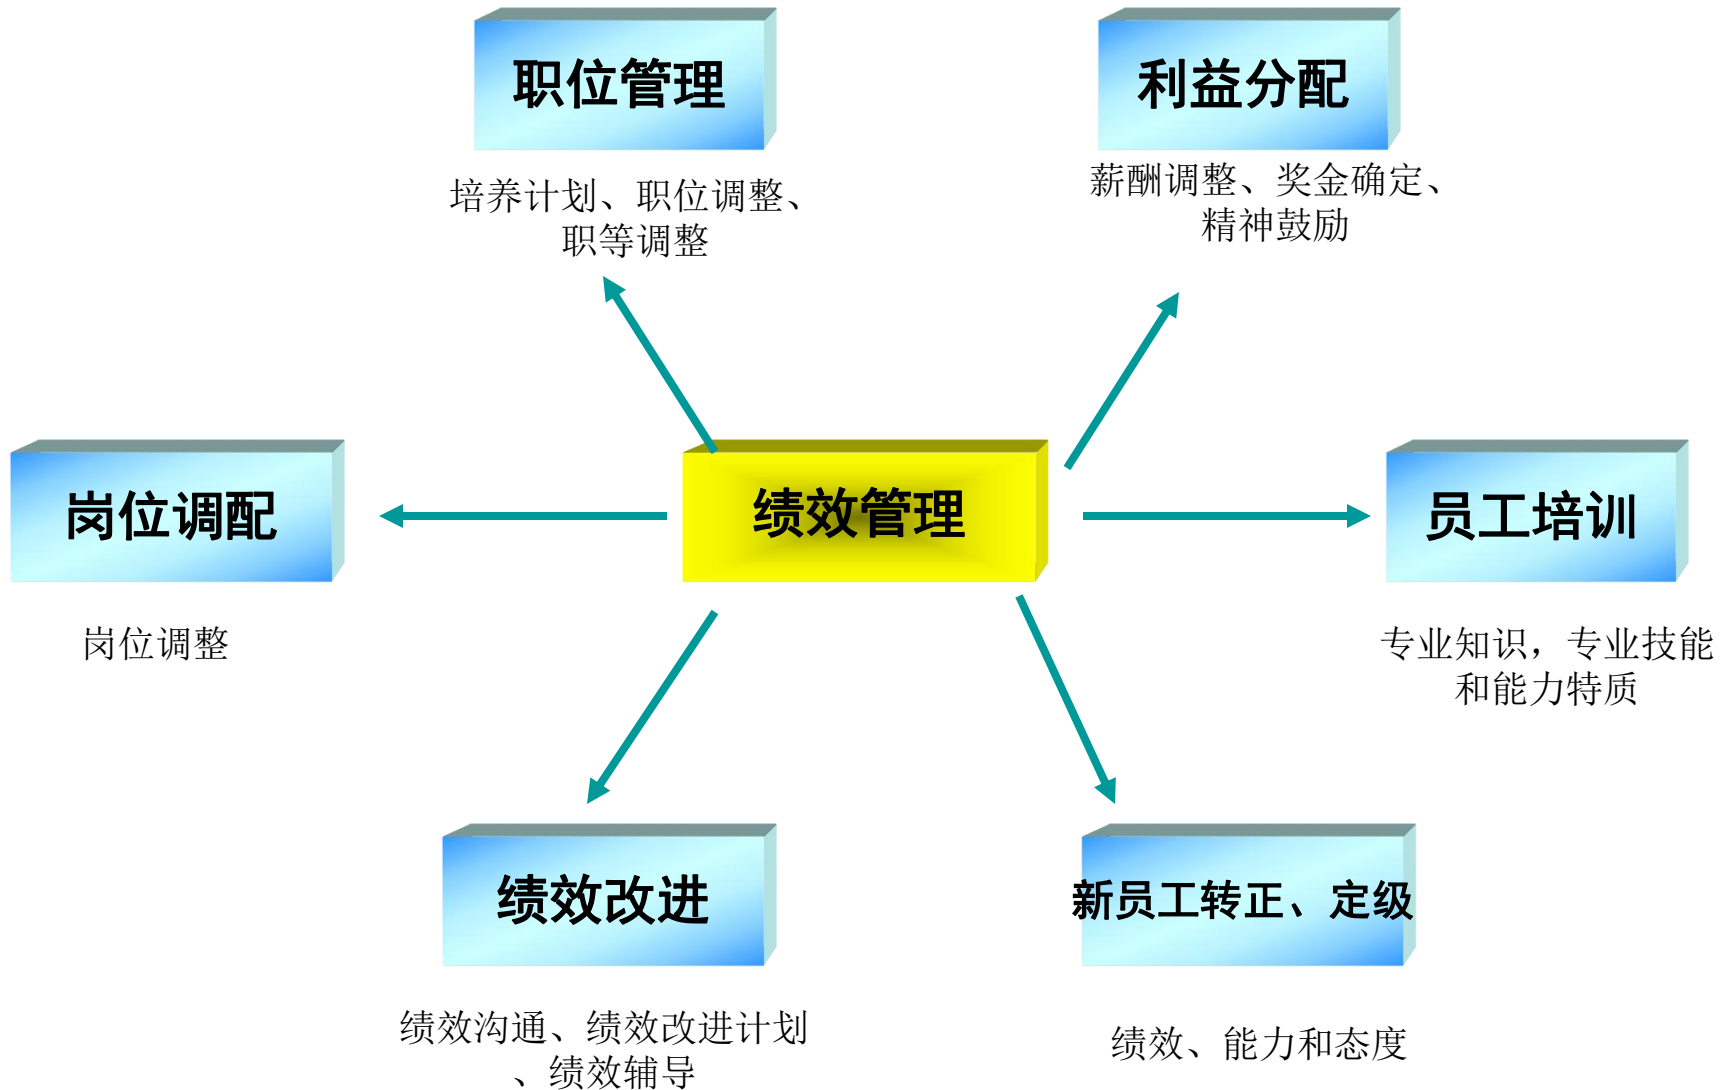 职位管理
利益分配
培养计划、职位调整、
职等调整
薪酬调整、奖金确定、
精神鼓励
岗位调配
绩效管理
员工培训
岗位调整
专业知识，专业技能
和能力特质
绩效改进
新员工转正、定级
绩效沟通、绩效改进计划
、绩效辅导
绩效、能力和态度